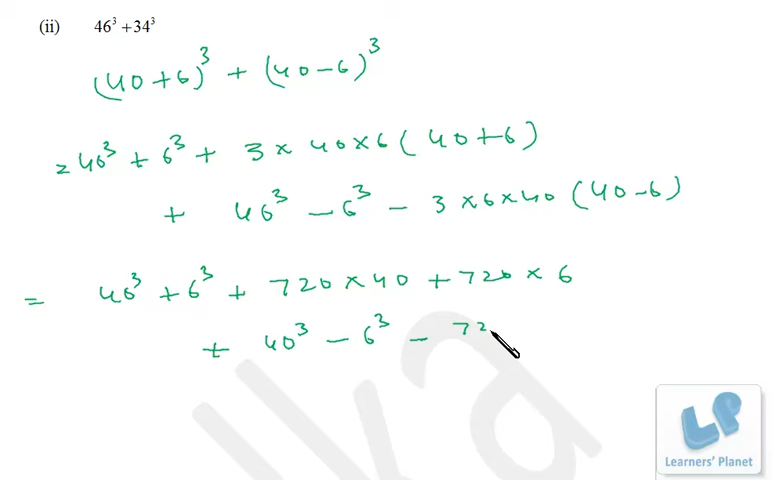 (ii) 46³ + 34³
(40 + 6)³ + (40 - 6)³
= 40³ + 6³ + 3 × 40 × 6 (40 + 6)
+ 40³ - 6³ - 3 × 6 × 40 (40 - 6)
= 40³ + 6³ + 720 × 40 + 720 × 6
+ 40³ - 6³ - 72
LP
Learners' Planet